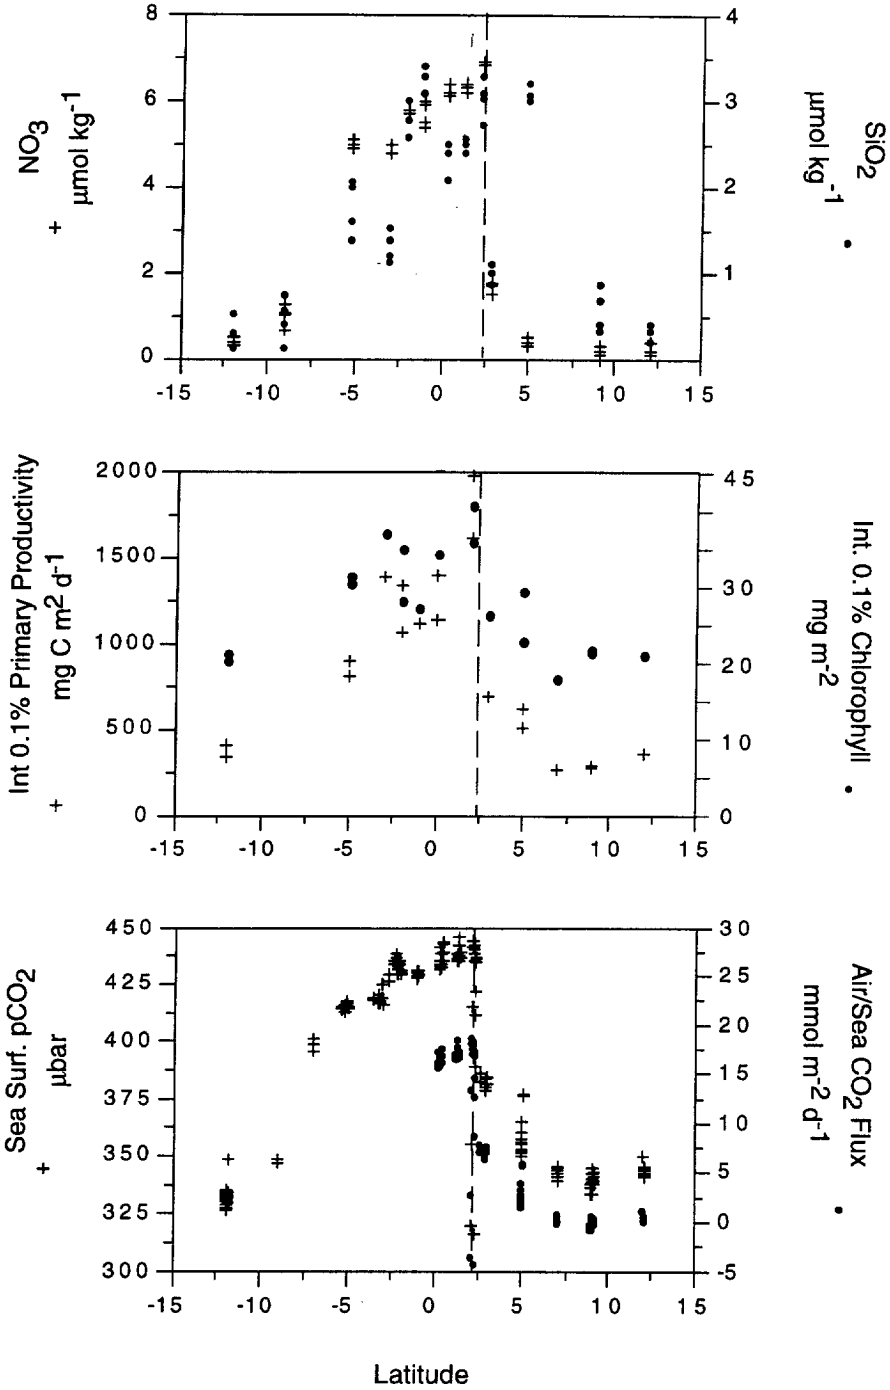 8
6
4
2
0
NO3
µmol kg-1
+
4
3
2
1
SiO2
µmol kg-1
•
-15 -10 -5 0 5 10 15
2000
1500
1000
500
0
Int 0.1% Primary Productivity
mg C m2 d-1
+
45
30
20
10
0
Int. 0.1% Chlorophyll
mg m-2
•
-15 -10 -5 0 5 10 15
450
425
400
375
350
325
300
Sea Surf. pCO2
µbar
+
30
25
20
15
10
5
0
-5
Air/Sea CO2 Flux
mmol m-2 d-1
•
-15 -10 -5 0 5 10 15
Latitude